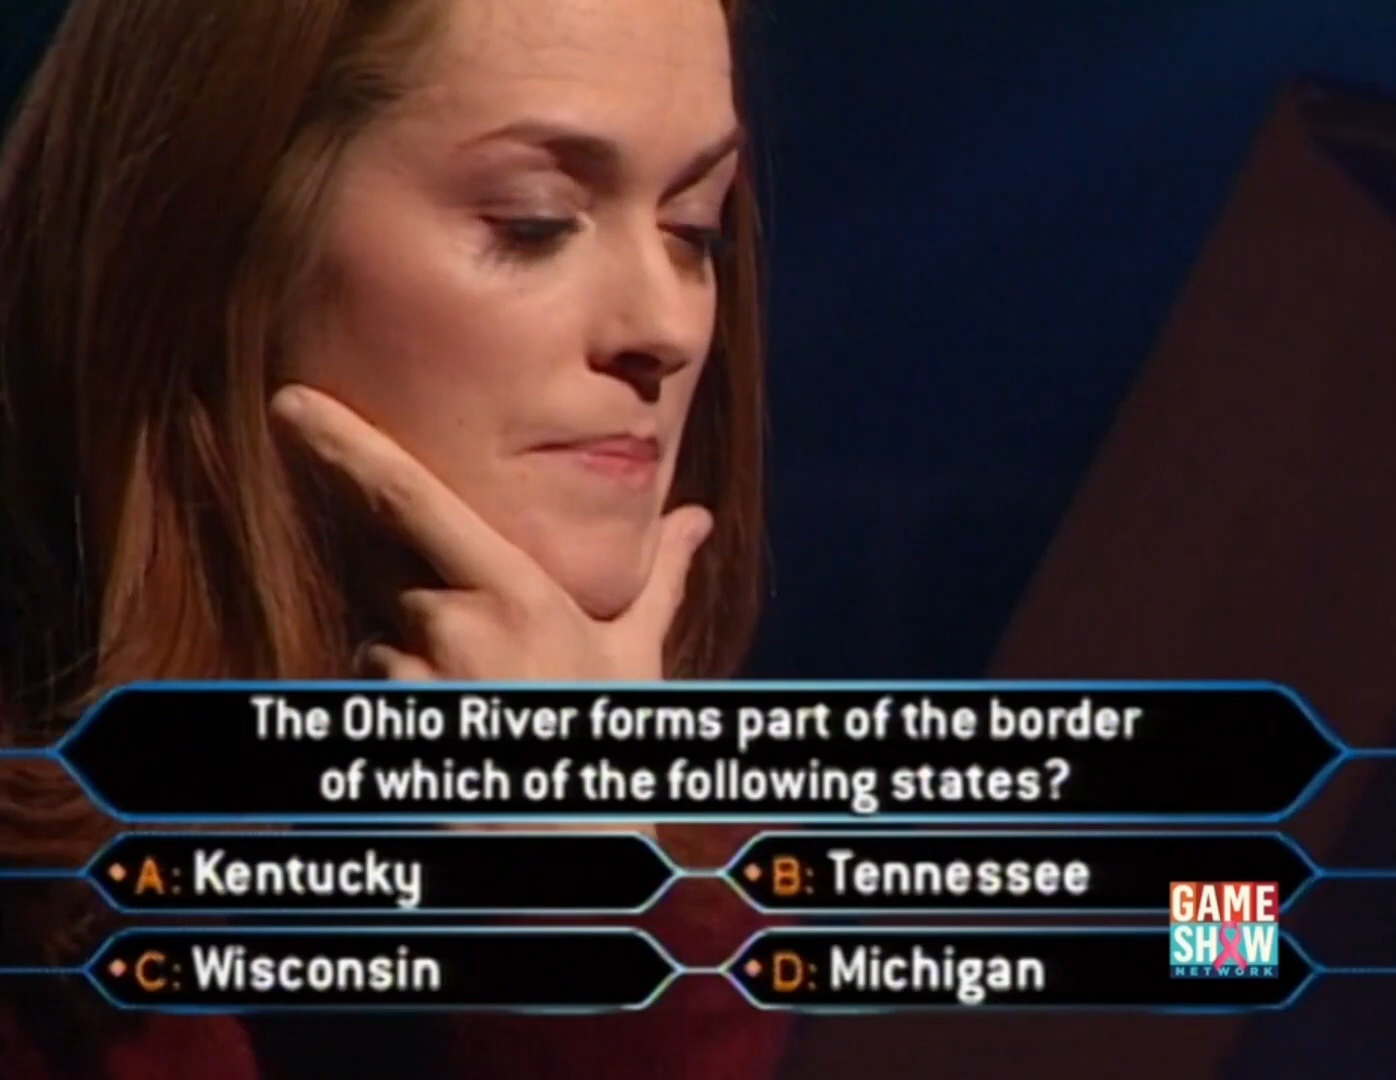 The Ohio River forms part of the border
of which of the following states?
A: Kentucky
B: Tennessee
C: Wisconsin
D: Michigan
GAME
SHOW
NETWORK